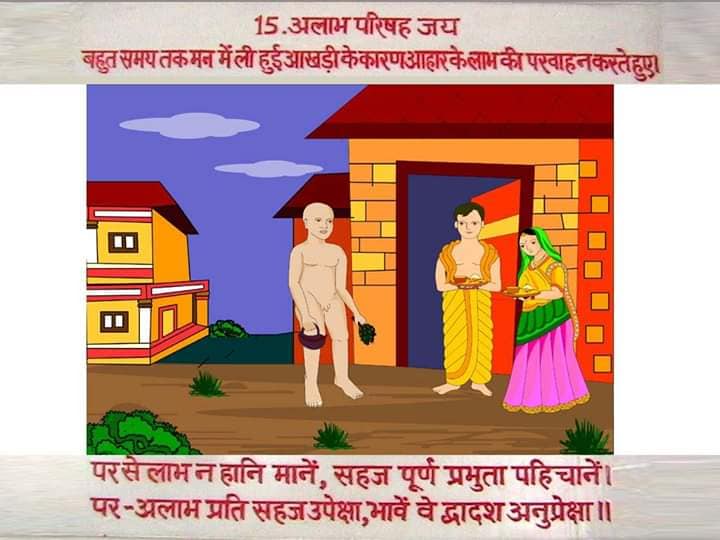 15.अलाभ परिषह जय
बहुत समय तक मन में ली हुई आखड़ी के कारण आहार के लाभ की परवाह न करते हुए।
पर से लाभ न हानि मानें, सहज पूर्ण प्रभुता पहिचानें।
पर-अलाभ प्रति सहज उपेक्षा, भावें वे द्वादश अनुप्रेक्षा॥